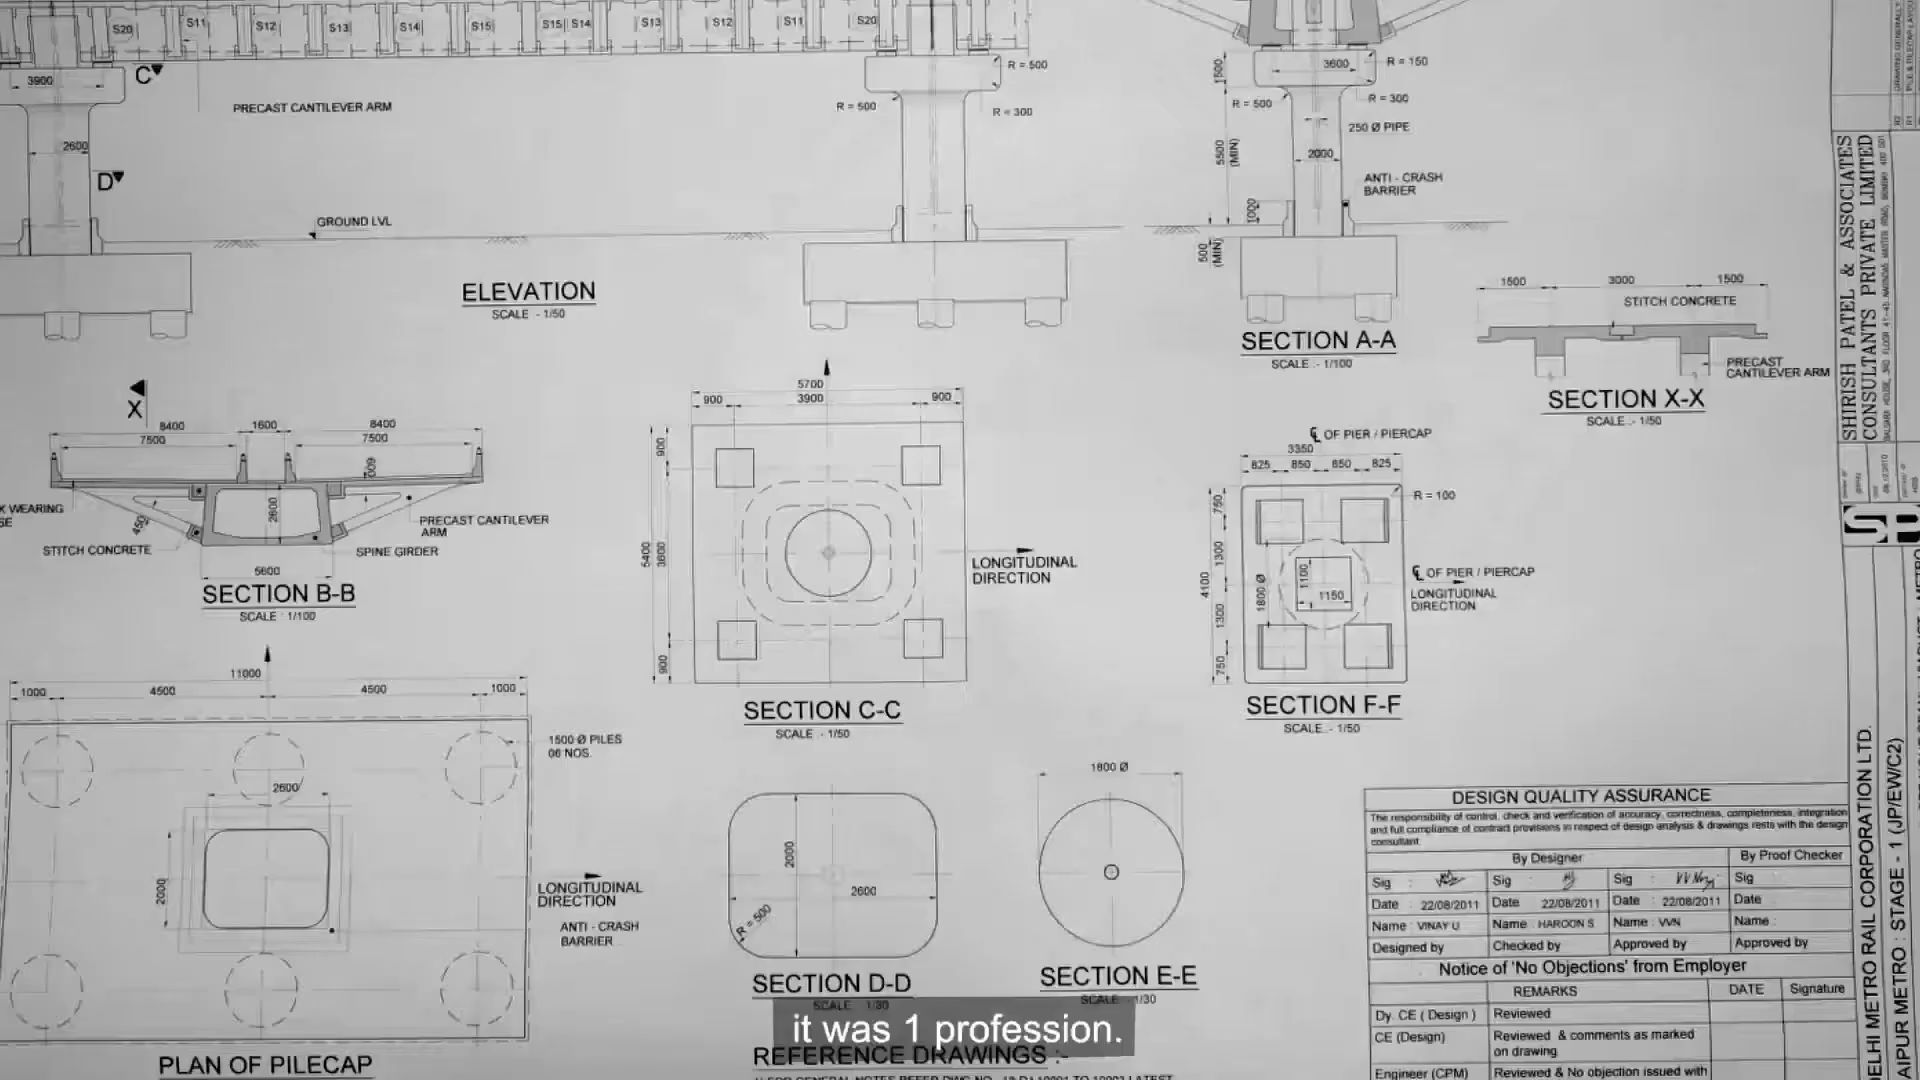 S20
S11
S12
S13
S14
S15
S15
S14
S13
S12
S11
S20
3900
C
PRECAST CANTILEVER ARM
2600
D
GROUND LVL
R = 500
R = 500
R = 300
ELEVATION
SCALE - 1/50
1500
3600
R = 150
R = 500
R = 300
250 Ø PIPE
5500
(MIN)
2000
ANTI - CRASH
BARRIER
1000
500
(MIN)
SECTION A-A
SCALE - 1/100
1500
3000
1500
STITCH CONCRETE
PRECAST
CANTILEVER ARM
SECTION X-X
SCALE - 1/50
X
8400
1600
8400
7500
7500
600
2600
450
K WEARING
SE
STITCH CONCRETE
PRECAST CANTILEVER
ARM
SPINE GIRDER
5600
SECTION B-B
SCALE 1/100
5700
900
3900
900
900
5400
3600
900
LONGITUDINAL
DIRECTION
SECTION C-C
SCALE - 1/50
OF PIER / PIERCAP
3350
825
850
850
825
R = 100
750
1300
4100
1300
750
1800 Ø
1100
1150
OF PIER / PIERCAP
LONGITUDINAL
DIRECTION
SECTION F-F
SCALE - 1/50
11000
1000
4500
4500
1000
1500 Ø PILES
06 NOS.
2600
2000
LONGITUDINAL
DIRECTION
ANTI - CRASH
BARRIER
PLAN OF PILECAP
2000
2600
R = 500
SECTION D-D
SCALE 1/30
1800 Ø
SECTION E-E
SCALE 1/30
it was 1 profession.
REFERENCE DRAWINGS :-
DESIGN QUALITY ASSURANCE
The responsibility of control, check and verification of accuracy, correctness, completeness, integration
and full compliance of contract provisions in respect of design analysis & drawings rests with the design
consultant.
By Designer
By Proof Checker
Sig :
Sig :
Sig :
Sig
Date : 22/08/2011
Date 22/08/2011
Date : 22/08/2011
Date :
Name : VINAY U
Name : HAROON S
Name : VVN
Name :
Designed by
Checked by
Approved by
Approved by
Notice of 'No Objections' from Employer
REMARKS
DATE
Signature
Dy. CE ( Design )
Reviewed
CE (Design)
Reviewed & comments as marked
on drawing
Engineer (CPM)
Reviewed & No objection issued with
SHIRISH PATEL & ASSOCIATES
CONSULTANTS PRIVATE LIMITED
SP
ELHI METRO RAIL CORPORATION LTD.
AIPUR METRO : STAGE - 1 (JP/EW/C2)